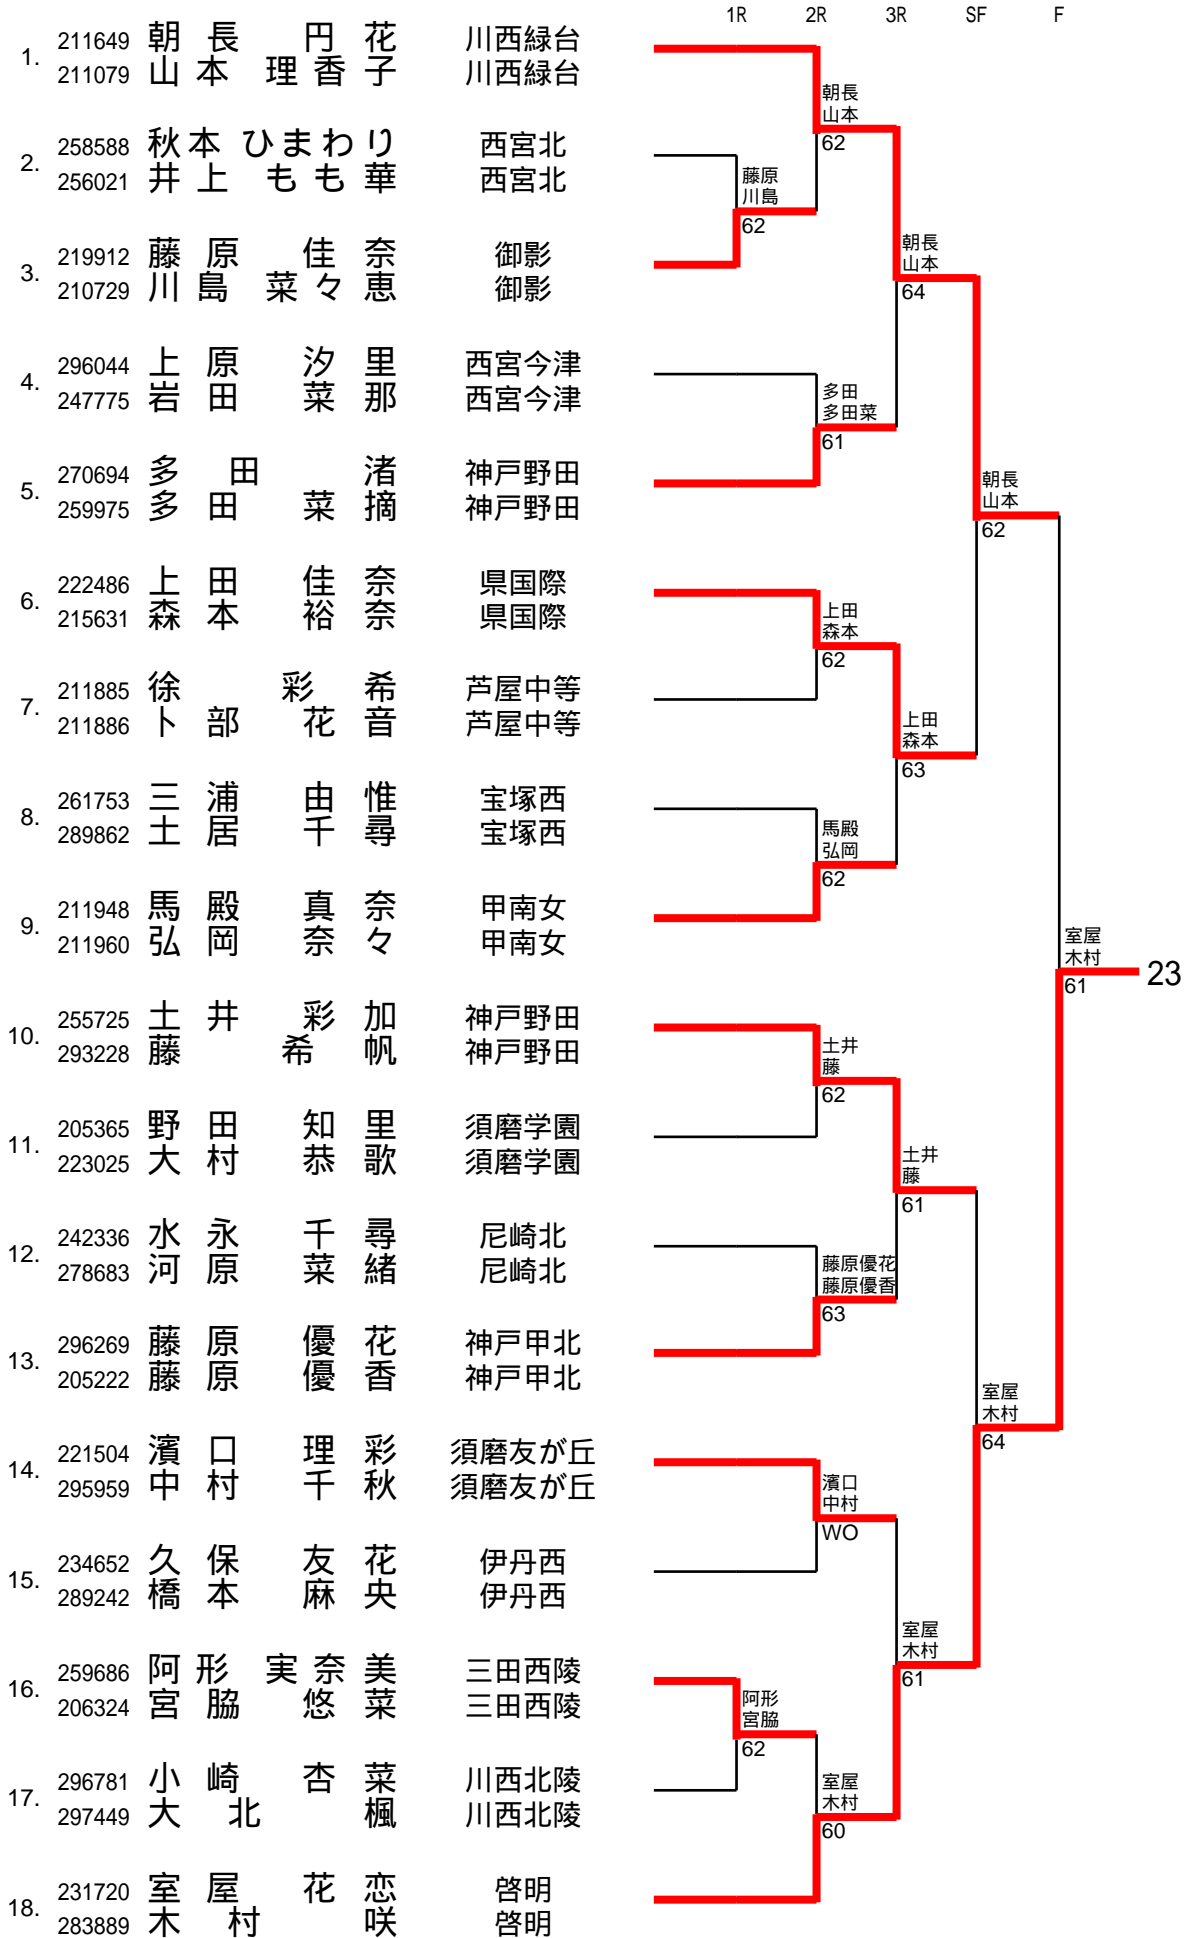 1R 2R 3R SF F
1. 211649 朝長 円花 川西緑台
211079 山本 理香子 川西緑台
朝長
山本
62
2. 258588 秋本 ひまわり 西宮北
256021 井上 もも華 西宮北
藤原
川島
62
3. 219912 藤原 佳奈 御影
210729 川島 菜々恵 御影
朝長
山本
64
4. 296044 上原 汐里 西宮今津
247775 岩田 菜那 西宮今津
多田
多田菜
61
5. 270694 多田 渚 神戸野田
259975 多田 菜摘 神戸野田
朝長
山本
62
6. 222486 上田 佳奈 県国際
215631 森本 裕奈 県国際
上田
森本
62
7. 211885 徐 彩希 芦屋中等
211886 卜部 花音 芦屋中等
上田
森本
63
8. 261753 三浦 由惟 宝塚西
289862 土居 千尋 宝塚西
馬殿
弘岡
62
9. 211948 馬殿 真奈 甲南女
211960 弘岡 奈々 甲南女
室屋
木村
61
23
10. 255725 土井 彩加 神戸野田
293228 藤 希帆 神戸野田
土井
藤
62
11. 205365 野田 知里 須磨学園
223025 大村 恭歌 須磨学園
土井
藤
61
12. 242336 水永 千尋 尼崎北
278683 河原 菜緒 尼崎北
藤原優花
藤原優香
63
13. 296269 藤原 優花 神戸甲北
205222 藤原 優香 神戸甲北
室屋
木村
64
14. 221504 濱口 理彩 須磨友が丘
295959 中村 千秋 須磨友が丘
濱口
中村
WO
15. 234652 久保 友花 伊丹西
289242 橋本 麻央 伊丹西
室屋
木村
61
16. 259686 阿形 実奈美 三田西陵
206324 宮脇 悠菜 三田西陵
阿形
宮脇
62
17. 296781 小崎 杏菜 川西北陵
297449 大北 楓 川西北陵
室屋
木村
60
18. 231720 室屋 花恋 啓明
283889 木村 咲 啓明